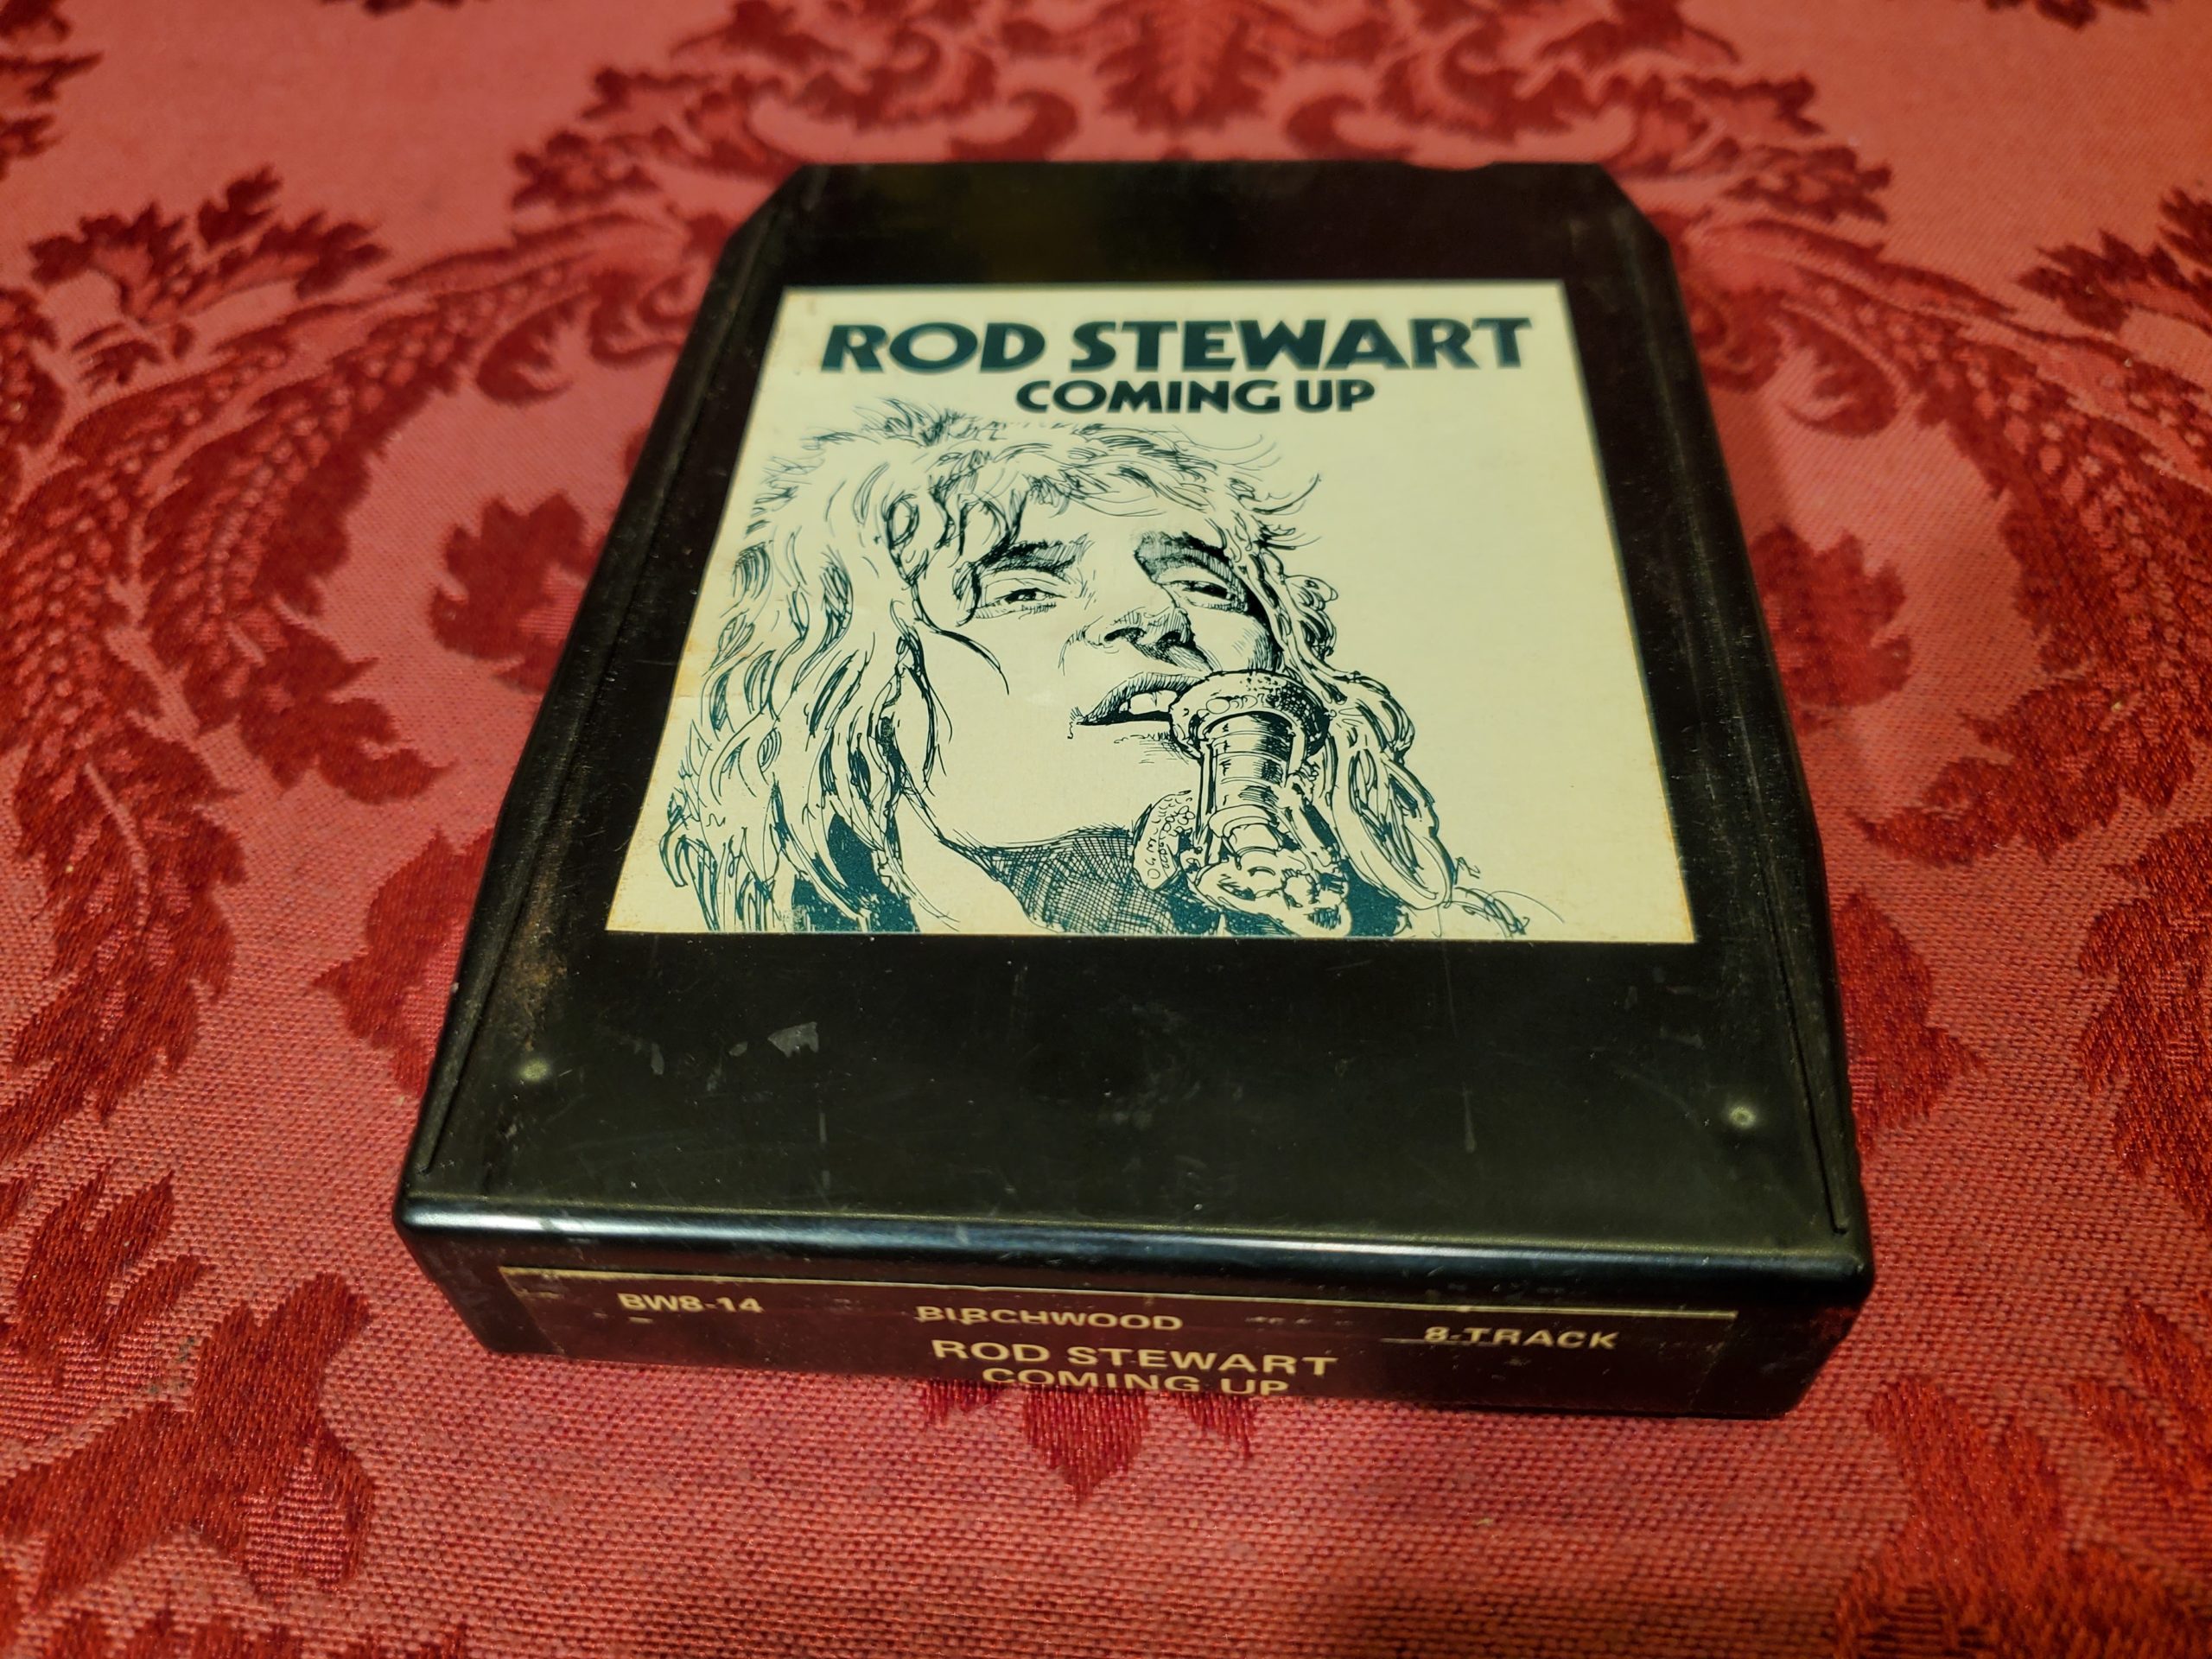 ROD STEWART
COMING UP
BW8-14 BIRCHWOOD 8-TRACK
ROD STEWART
COMING UP